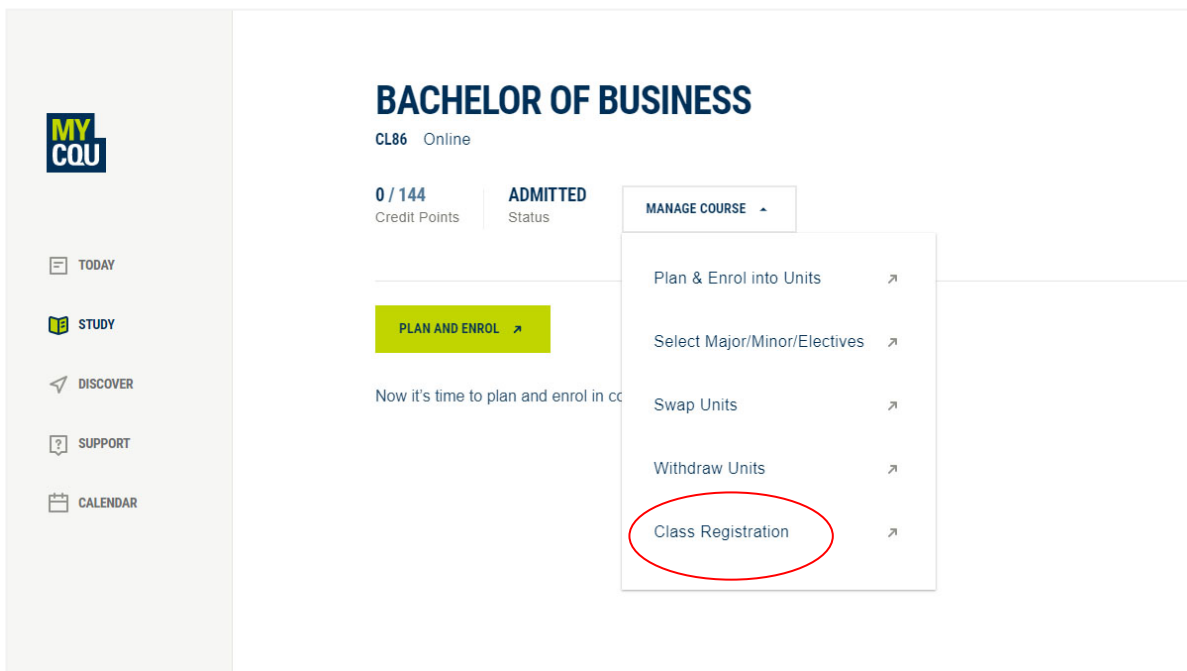 MY
CQU
TODAY
STUDY
DISCOVER
SUPPORT
CALENDAR
BACHELOR OF BUSINESS
CL86 Online
0 / 144
Credit Points
ADMITTED
Status
MANAGE COURSE
Plan & Enrol into Units
Select Major/Minor/Electives
Swap Units
Withdraw Units
Class Registration
PLAN AND ENROL
Now it's time to plan and enrol in